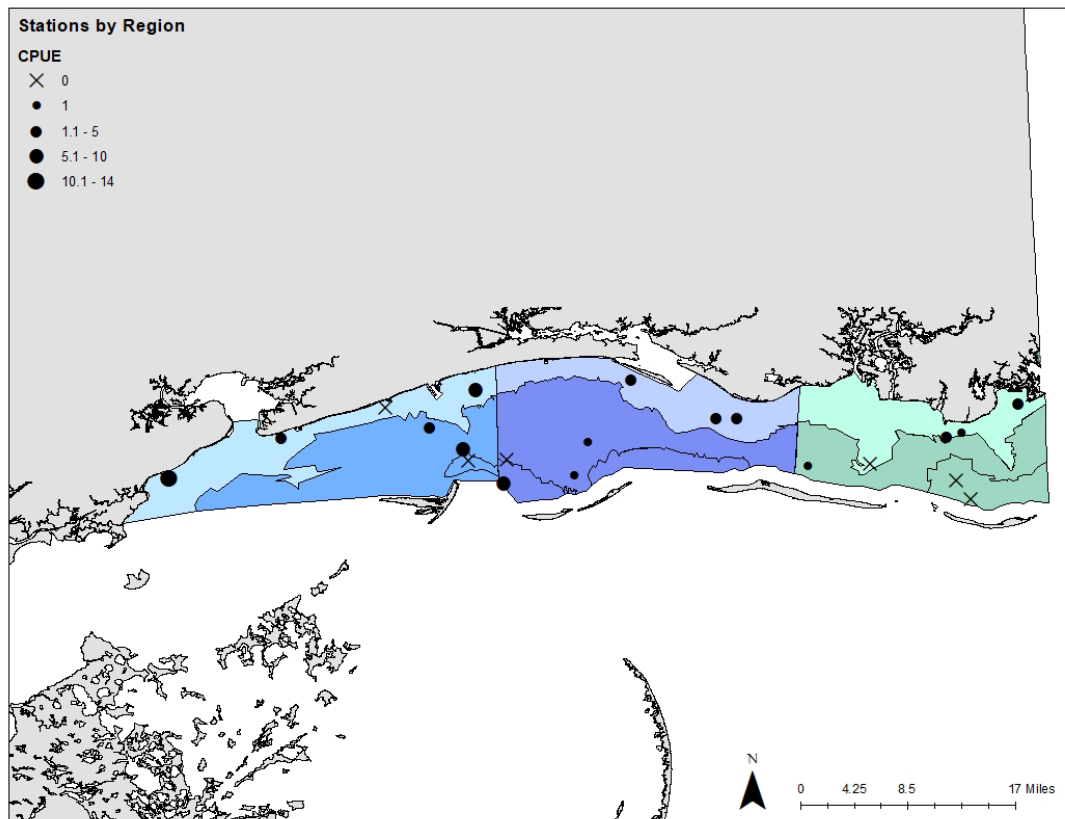 Stations by Region
CPUE
0
1
1.1 - 5
5.1 - 10
10.1 - 14
N
0 4.25 8.5 17 Miles